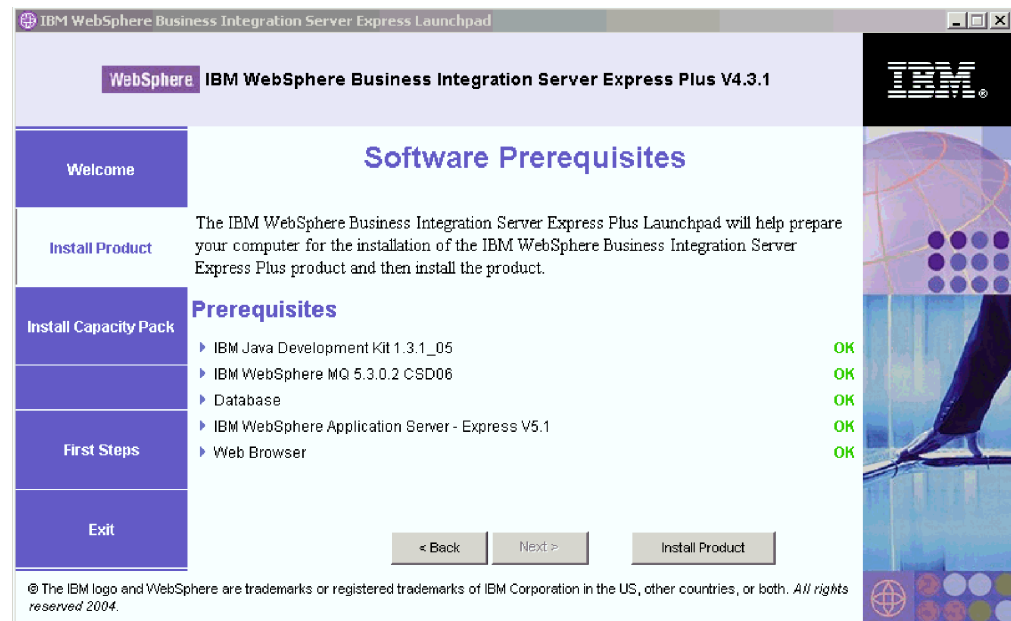 IBM WebSphere Business Integration Server Express Launchpad
WebSphere. IBM WebSphere Business Integration Server Express Plus V4.3.1
IBM®
Welcome
Install Product
Install Capacity Pack
First Steps
Exit
Software Prerequisites
The IBM WebSphere Business Integration Server Express Plus Launchpad will help prepare
your computer for the installation of the IBM WebSphere Business Integration Server
Express Plus product and then install the product.
Prerequisites
IBM Java Development Kit 1.3.1_05 OK
IBM WebSphere MQ 5.3.0.2 CSD06 OK
Database OK
IBM WebSphere Application Server - Express V5.1 OK
Web Browser OK
< Back Next > Install Product
© The IBM logo and WebSphere are trademarks or registered trademarks of IBM Corporation in the US, other countries, or both. All rights
reserved 2004.